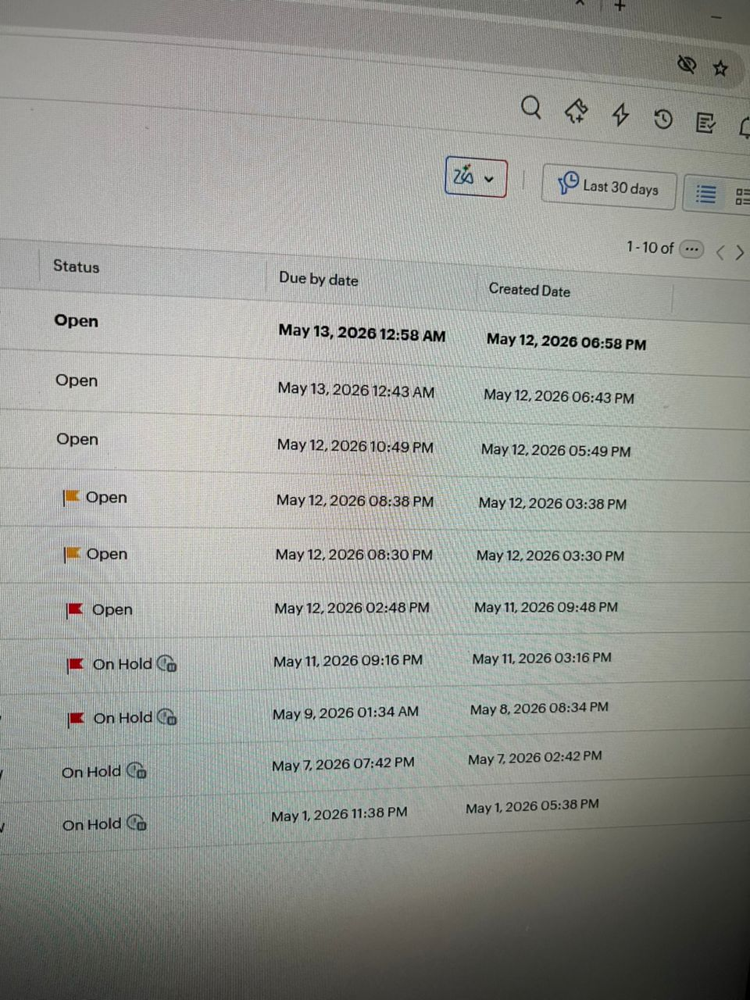 Last 30 days
1 - 10 of ...
Status Due by date Created Date
Open May 13, 2026 12:58 AM May 12, 2026 06:58 PM
Open May 13, 2026 12:43 AM May 12, 2026 06:43 PM
Open May 12, 2026 10:49 PM May 12, 2026 05:49 PM
Open May 12, 2026 08:38 PM May 12, 2026 03:38 PM
Open May 12, 2026 08:30 PM May 12, 2026 03:30 PM
Open May 12, 2026 02:48 PM May 11, 2026 09:48 PM
On Hold May 11, 2026 09:16 PM May 11, 2026 03:16 PM
On Hold May 9, 2026 01:34 AM May 8, 2026 08:34 PM
On Hold May 7, 2026 07:42 PM May 7, 2026 02:42 PM
On Hold May 1, 2026 11:38 PM May 1, 2026 05:38 PM